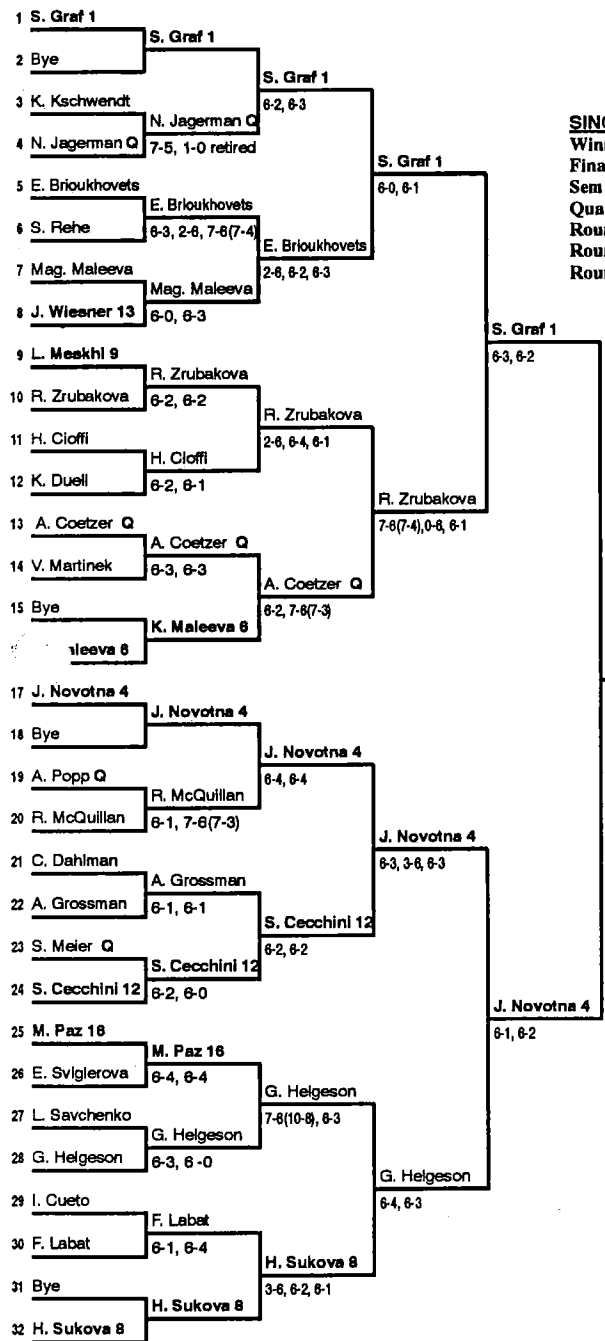 1 S. Graf 1
2 Bye
3 K. Kschwendt
4 N. Jagerman Q
5 E. Brioukhovets
6 S. Rehe
7 Mag. Maleeva
8 J. Wiesner 13
9 L. Meskhi 9
10 R. Zrubakova
11 H. Cioffi
12 K. Duell
13 A. Coetzer Q
14 V. Martinek
15 Bye
6
17 J. Novotna 4
18 Bye
19 A. Popp Q
20 R. McQuillan
21 C. Dahlman
22 A. Grossman
23 S. Meier Q
24 S. Cecchini 12
25 M. Paz 16
26 E. Sviglerova
27 L. Savchenko
28 G. Helgeson
29 I. Cueto
30 F. Labat
31 Bye
32 H. Sukova 8
S. Graf 1
N. Jagerman Q
7-5, 1-0 retired
E. Brioukhovets
6-3, 2-6, 7-6(7-4)
Mag. Maleeva
6-0, 6-3
R. Zrubakova
6-2, 6-2
H. Cioffi
6-2, 6-1
A. Coetzer Q
6-3, 6-3
K. Maleeva 6
J. Novotna 4
R. McQuillan
6-1, 7-6(7-3)
A. Grossman
6-1, 6-1
S. Cecchini 12
6-2, 6-0
M. Paz 16
6-4, 6-4
G. Helgeson
6-3, 6 -0
F. Labat
6-1, 6-4
H. Sukova 8
S. Graf 1
6-2, 6-3
E. Brioukhovets
2-6, 6-2, 6-3
R. Zrubakova
2-6, 6-4, 6-1
A. Coetzer Q
6-2, 7-6(7-3)
J. Novotna 4
6-4, 6-4
S. Cecchini 12
6-2, 6-2
G. Helgeson
7-6(10-8), 6-3
H. Sukova 8
3-6, 6-2, 6-1
S. Graf 1
6-0, 6-1
R. Zrubakova
7-6(7-4),0-6, 6-1
J. Novotna 4
6-3, 3-6, 6-3
G. Helgeson
6-4, 6-3
S. Graf 1
6-3, 6-2
J. Novotna 4
6-1, 6-2
SING
Winn
Fina
Sem
Qua
Roun
Roun
Roun